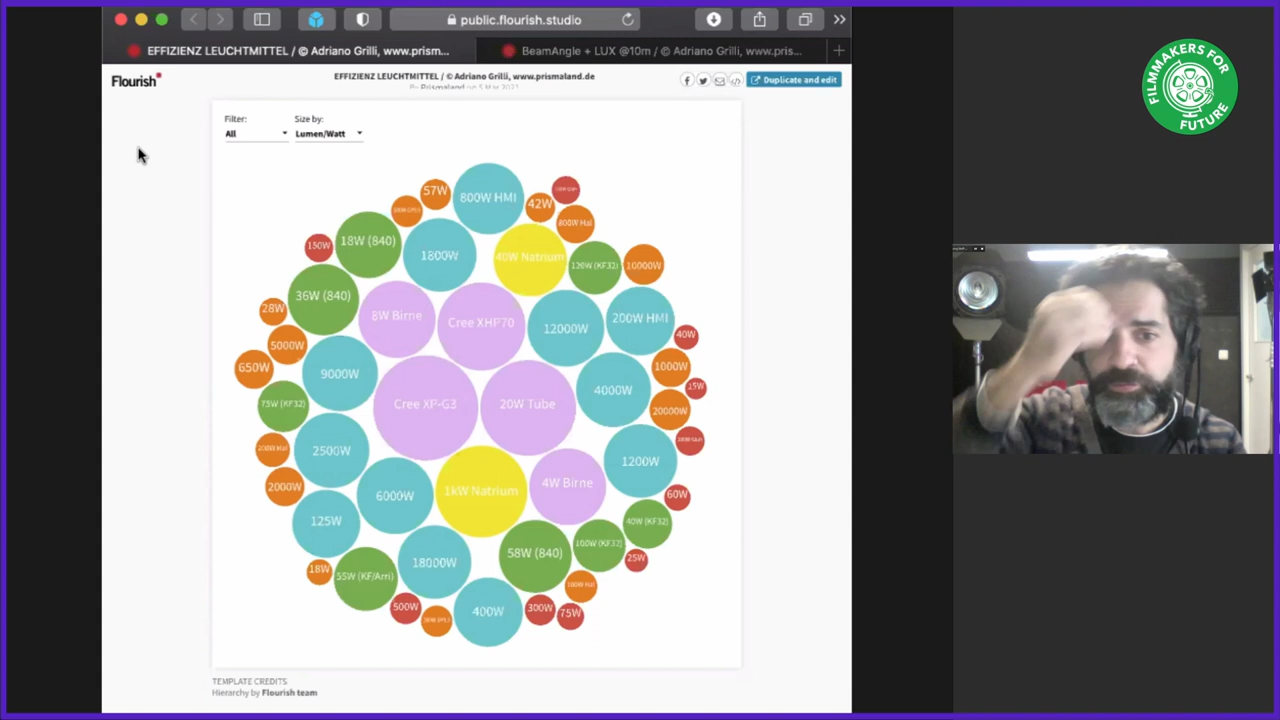 public.flourish.studio
EFFIZIENZ LEUCHTMITTEL / © Adriano Grilli, www.prism...
BeamAngle + LUX @10m / © Adriano Grilli, www.pris...
Flourish
EFFIZIENZ LEUCHTMITTEL / © Adriano Grilli, www.prismaland.de
Duplicate and edit
FILMMAKERS FOR
FUTURE
Filter:
Size by:
All
Lumen/Watt
57W
800W HMI
42W
800W Hal
150W
18W (840)
1800W
40W Natrium
120W (KF32)
10000W
36W (840)
28W
8W Birne
Cree XHP70
12000W
200W HMI
40W
5000W
650W
9000W
1000W
15W
4000W
75W (KF32)
Cree XP-G3
20W Tube
20000W
2500W
1200W
2000W
6000W
1kW Natrium
4W Birne
60W
125W
40W (KF32)
58W (840)
160W (KF32)
25W
18W
55W (KF/Arri)
18000W
500W
400W
300W
75W
TEMPLATE CREDITS
Hierarchy by Flourish team